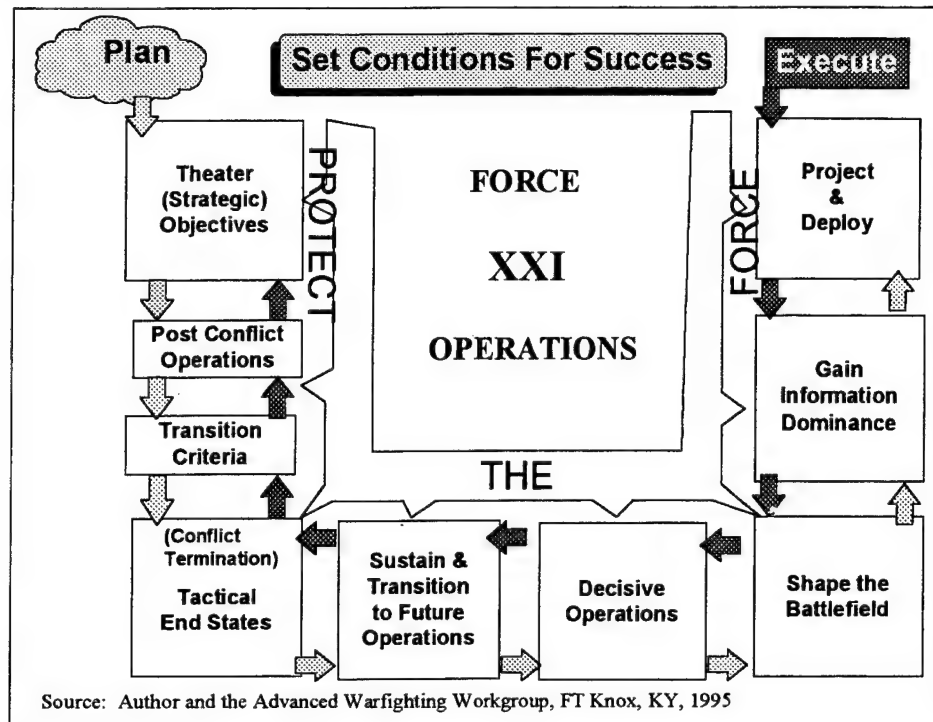 Plan
Set Conditions For Success
Execute
Theater
(Strategic)
Objectives
PROTECT
FORCE
XXI
OPERATIONS
FORCE
Project
&
Deploy
Post Conflict
Operations
Gain
Information
Dominance
Transition
Criteria
THE
(Conflict
Termination)
Tactical
End States
Sustain &
Transition
to Future
Operations
Decisive
Operations
Shape the
Battlefield
Source: Author and the Advanced Warfighting Workgroup, FT Knox, KY, 1995